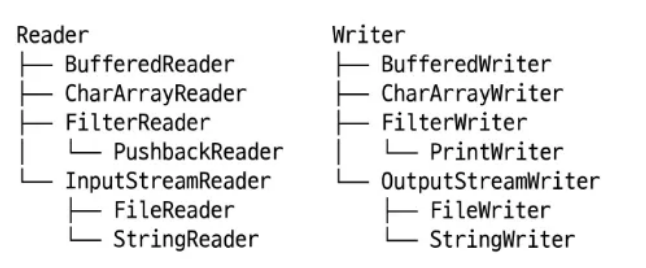 Reader
├── BufferedReader
├── CharArrayReader
├── FilterReader
│   └── PushbackReader
└── InputStreamReader
    ├── FileReader
    └── StringReader
Writer
├── BufferedWriter
├── CharArrayWriter
├── FilterWriter
│   └── PrintWriter
└── OutputStreamWriter
    ├── FileWriter
    └── StringWriter